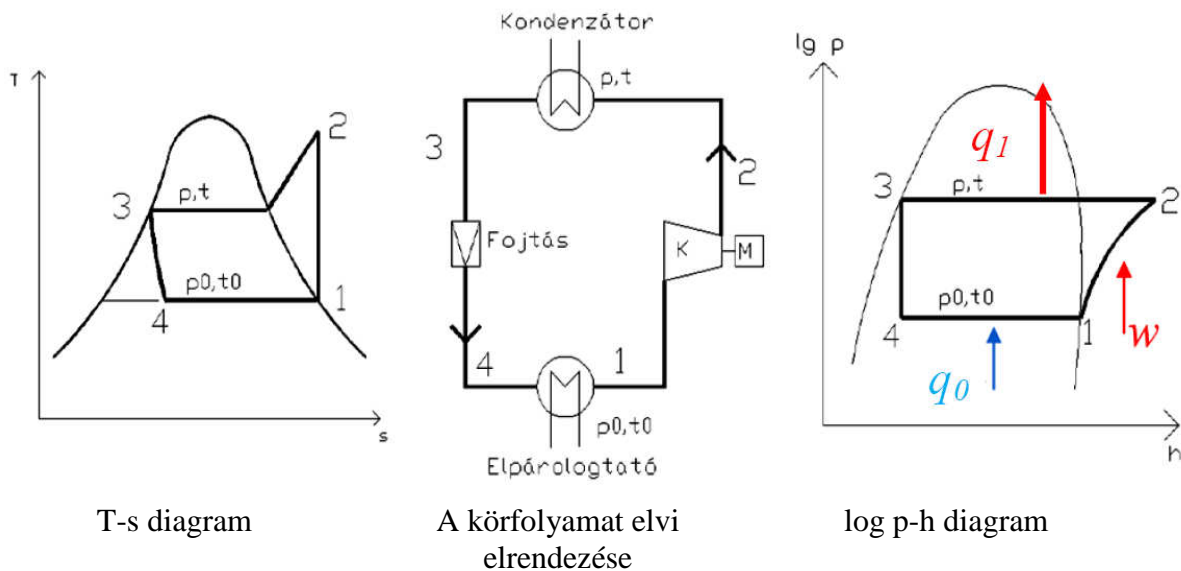 T
2
3
p,t
p0,t0
4
1
s
T-s diagram
Kondenzátor
p,t
3
2
Fojtás
K
M
4
1
p0,t0
Elpárologtató
A körfolyamat elvi
elrendezése
lg p
q1
3
p,t
2
p0,t0
4
1
w
q0
h
log p-h diagram